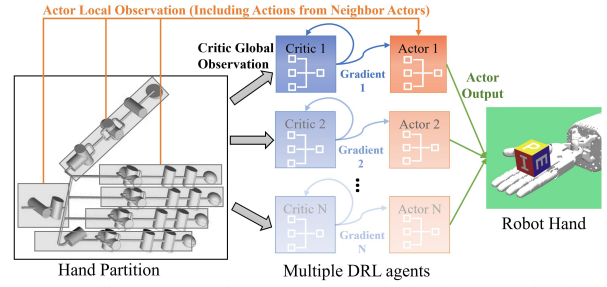 Actor Local Observation (Including Actions from Neighbor Actors)
Critic Global
Observation
Critic 1
Actor 1
Gradient
1
Actor
Output
Critic 2
Actor 2
Gradient
2
...
Critic N
Actor N
Gradient
N
E
I
Robot Hand
Hand Partition
Multiple DRL agents